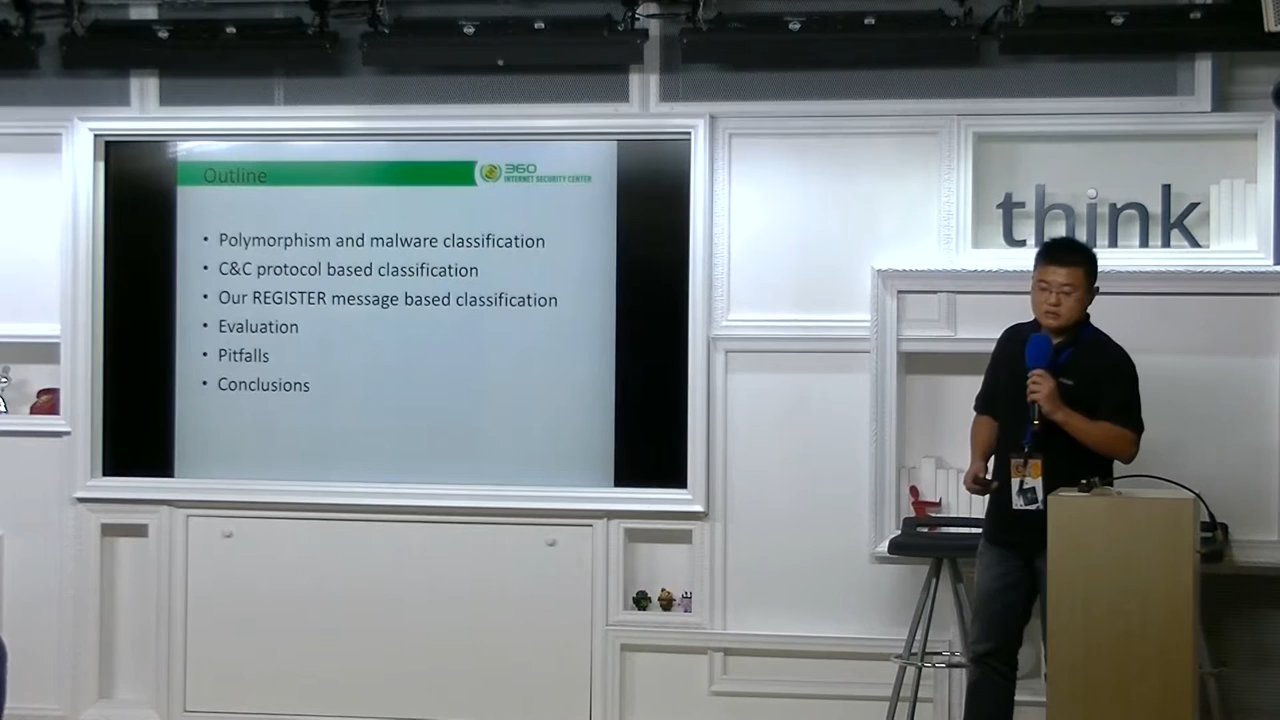 Outline
360
INTERNET SECURITY CENTER
• Polymorphism and malware classification
• C&C protocol based classification
• Our REGISTER message based classification
• Evaluation
• Pitfalls
• Conclusions
think